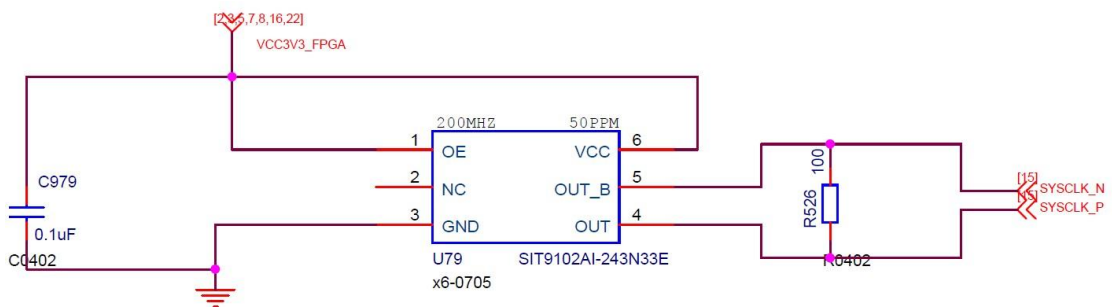 [2,3,5,7,8,16,22]
VCC3V3_FPGA
200MHZ 50PPM
1 OE VCC 6
2 NC OUT_B 5
3 GND OUT 4
U79 SIT9102AI-243N33E
x6-0705
C979
0.1uF
C0402
100
R526
R0402
[15]
SYSCLK_N
[15]
SYSCLK_P